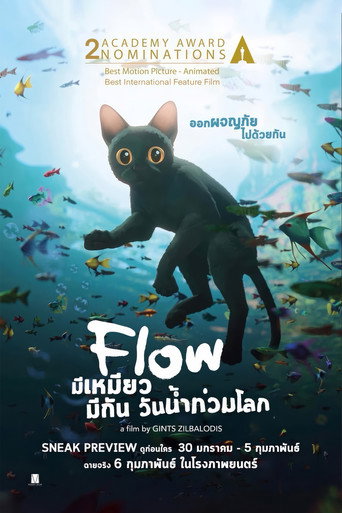 2 ACADEMY AWARD
NOMINATIONS
Best Motion Picture - Animated
Best International Feature Film
ออกผจญภัย
ไปด้วยกัน
Flow
มีเหมียว
มีกัน วันน้ำท่วมโลก
a film by GINTS ZILBALODIS
SNEAK PREVIEW ดูก่อนใคร 30 มกราคม - 5 กุมภาพันธ์
ฉายจริง 6 กุมภาพันธ์ ในโรงภาพยนตร์